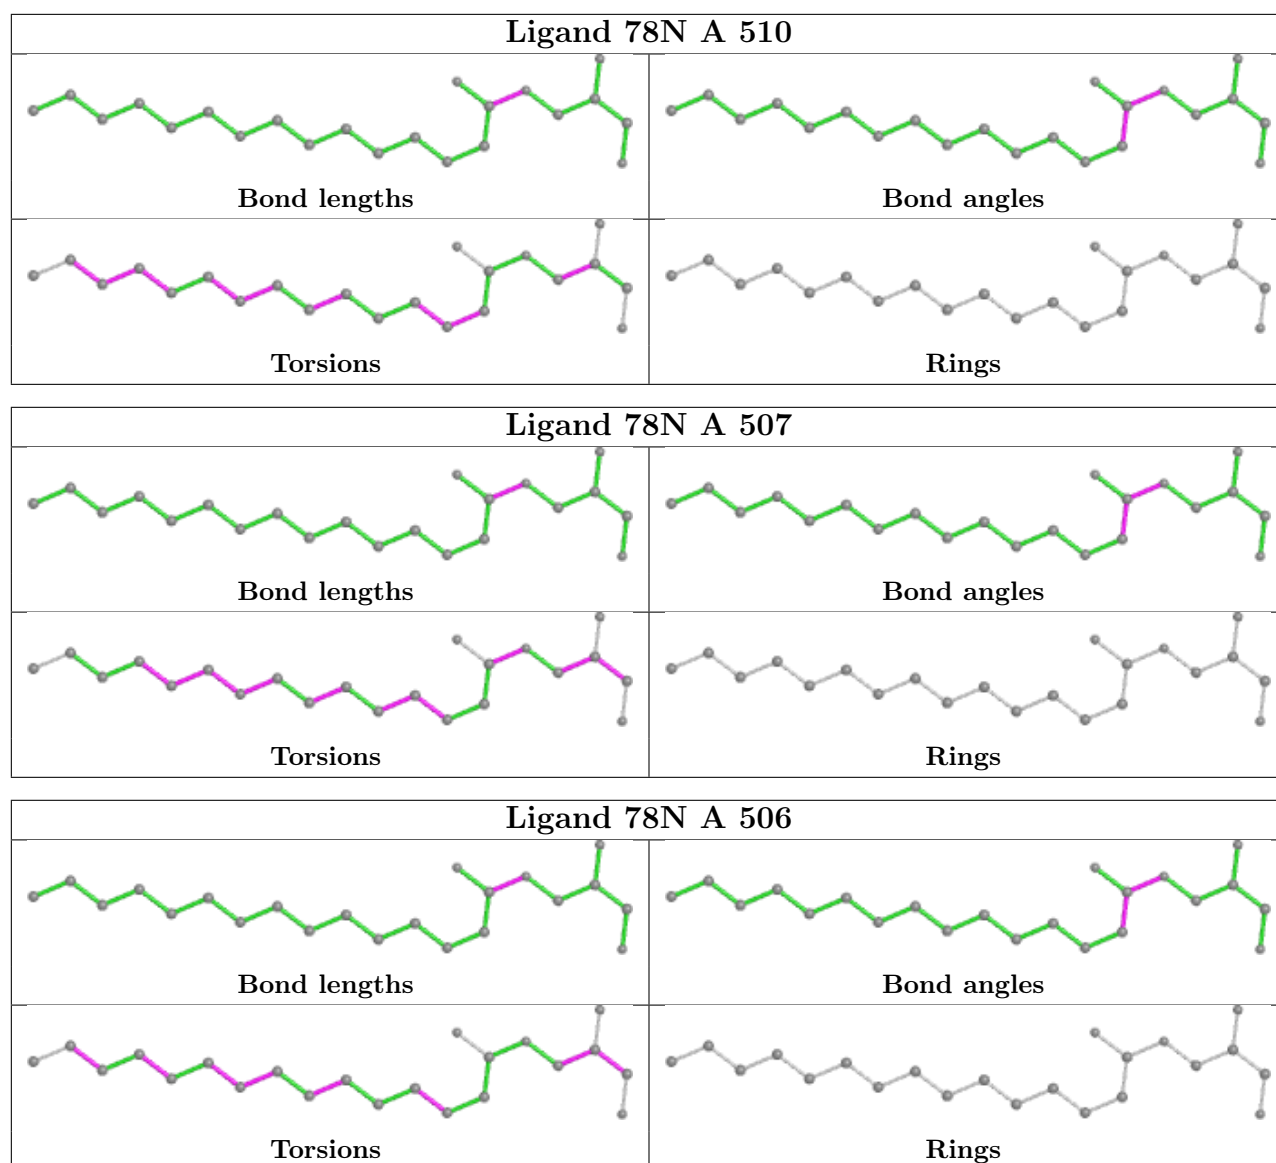 Ligand 78N A 510
Bond lengths
Bond angles
Torsions
Rings
Ligand 78N A 507
Bond lengths
Bond angles
Torsions
Rings
Ligand 78N A 506
Bond lengths
Bond angles
Torsions
Rings